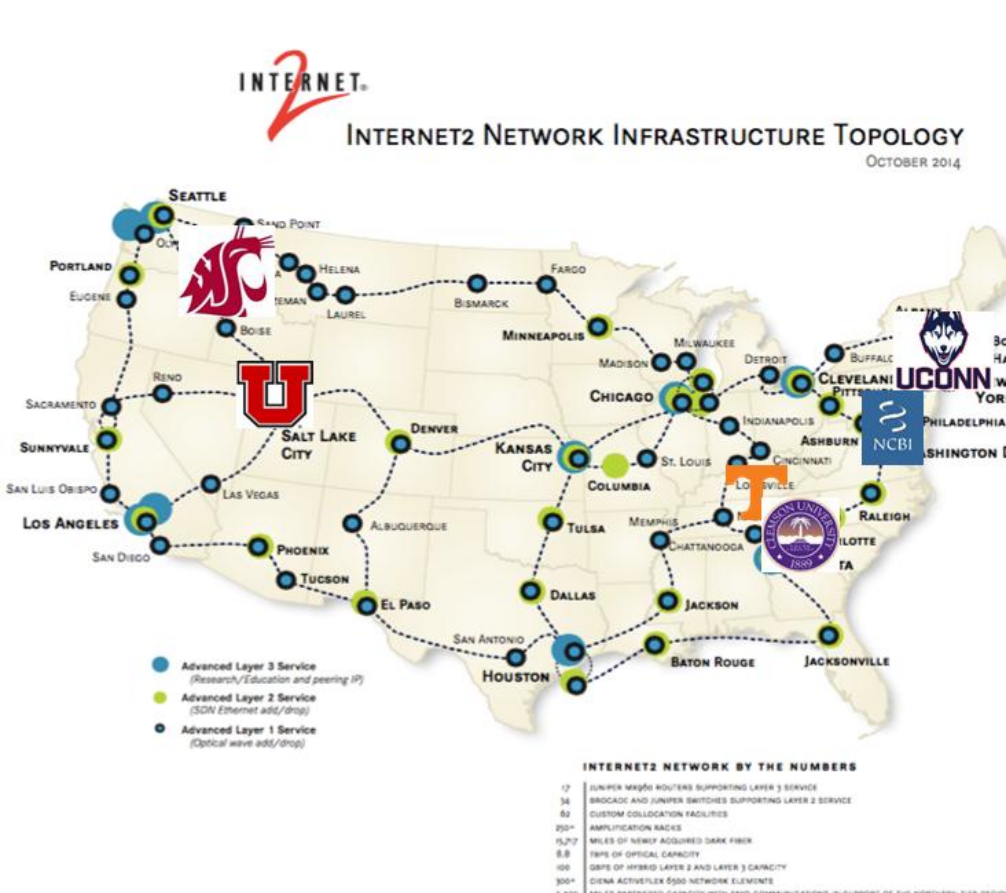 INTERNET®
2
INTERNET2 NETWORK INFRASTRUCTURE TOPOLOGY
OCTOBER 2014
SEATTLE
SAND POINT
PORTLAND
HELENA
FARGO
EUGENE
BISMARCK
LAUREL
BOISE
MINNEAPOLIS
MILWAUKEE
MADISON
DETROIT
UCONN
RENO
CHICAGO
SACRAMENTO
INDIANAPOLIS
PHILADELPHIA
DENVER
SALT LAKE
CITY
SUNNYVALE
KANSAS
CITY
ASHBURN
NCBI
ST. LOUIS
CINCINNATI
COLUMBIA
SAN LUIS OBISPO
LAS VEGAS
LOS ANGELES
ALBUQUERQUE
TULSA
MEMPHIS
RALEIGH
CLEMSON UNIVERSITY
1889
CHATTANOOGA
SAN DIEGO
PHOENIX
TUCSON
DALLAS
EL PASO
JACKSON
SAN ANTONIO
HOUSTON
BATON ROUGE
JACKSONVILLE
Advanced Layer 3 Service
(Research/Education and peering IP)
Advanced Layer 2 Service
(SDN Ethernet add/drop)
Advanced Layer 1 Service
(Optical wave add/drop)
INTERNET2 NETWORK BY THE NUMBERS
17 JUNIPER MX960 ROUTERS SUPPORTING LAYER 3 SERVICE
34 BROCADE AND JUNIPER SWITCHES SUPPORTING LAYER 2 SERVICE
62 CUSTOM COLLOCATION FACILITIES
250+ AMPLIFICATION RACKS
15,717 MILES OF NEWLY ACQUIRED DARK FIBER
8.8 TBPS OF OPTICAL CAPACITY
100 GBPS OF HYBRID LAYER 2 AND LAYER 3 CAPACITY
300+ CIENA ACTIVEFLEX 6500 NETWORK ELEMENTS